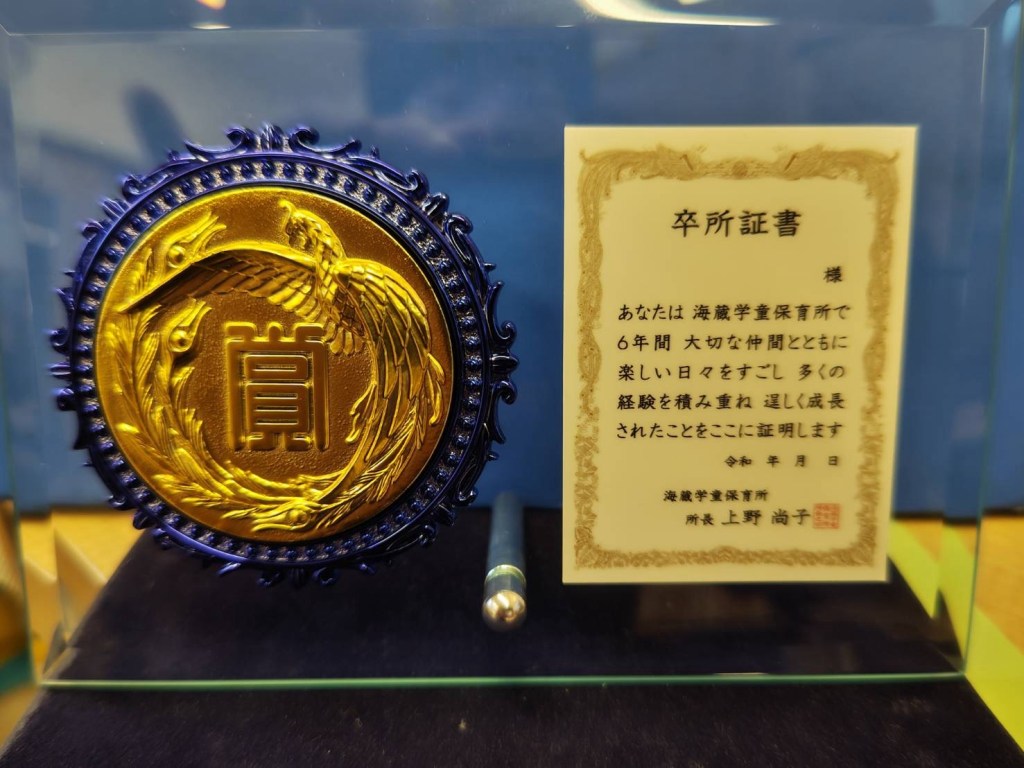 賞
卒所証書
様
あなたは 海蔵学童保育所で
6年間 大切な仲間とともに
楽しい日々をすごし 多くの
経験を積み重ね 逞しく成長
されたことをここに証明します
令和 年 月 日
海蔵学童保育所
所長 上野 尚子